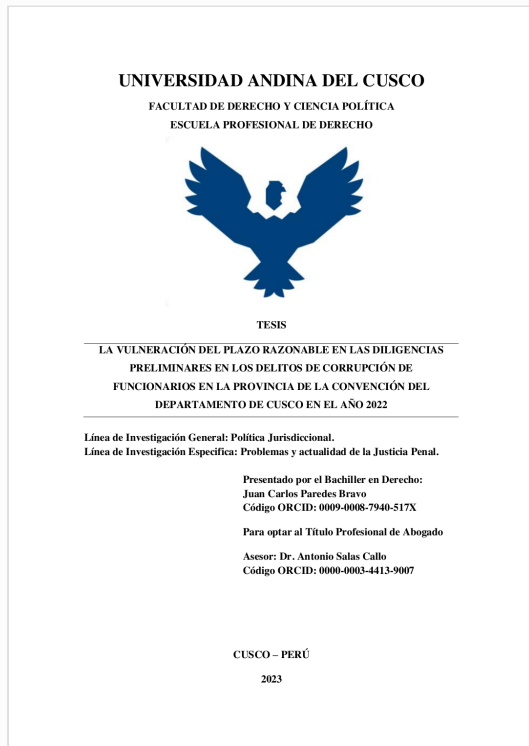 UNIVERSIDAD ANDINA DEL CUSCO
FACULTAD DE DERECHO Y CIENCIA POLÍTICA
ESCUELA PROFESIONAL DE DERECHO
TESIS
LA VULNERACIÓN DEL PLAZO RAZONABLE EN LAS DILIGENCIAS
PRELIMINARES EN LOS DELITOS DE CORRUPCIÓN DE
FUNCIONARIOS EN LA PROVINCIA DE LA CONVENCIÓN DEL
DEPARTAMENTO DE CUSCO EN EL AÑO 2022
Línea de Investigación General: Política Jurisdiccional.
Línea de Investigación Especifica: Problemas y actualidad de la Justicia Penal.
Presentado por el Bachiller en Derecho:
Juan Carlos Paredes Bravo
Código ORCID: 0009-0008-7940-517X
Para optar al Título Profesional de Abogado
Asesor: Dr. Antonio Salas Callo
Código ORCID: 0000-0003-4413-9007
CUSCO – PERÚ
2023